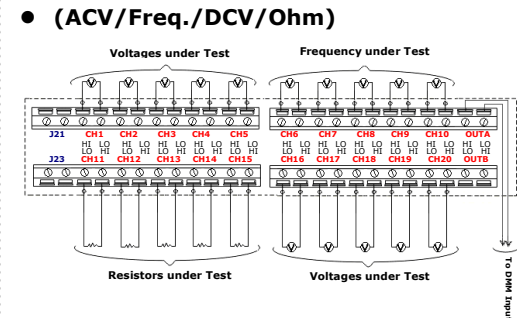 ● (ACV/Freq./DCV/Ohm)
Voltages under Test Frequency under Test
V V V V V V V V V V
J21 CH1 CH2 CH3 CH4 CH5 CH6 CH7 CH8 CH9 CH10 OUTA
HI LO HI LO HI LO HI LO HI LO HI LO HI LO HI LO HI LO HI LO HI LO
LO HI LO HI LO HI LO HI LO HI LO HI LO HI LO HI LO HI LO HI LO HI
J23 CH11 CH12 CH13 CH14 CH15 CH16 CH17 CH18 CH19 CH20 OUTB
V V V V V
Resistors under Test Voltages under Test
To DMM Input